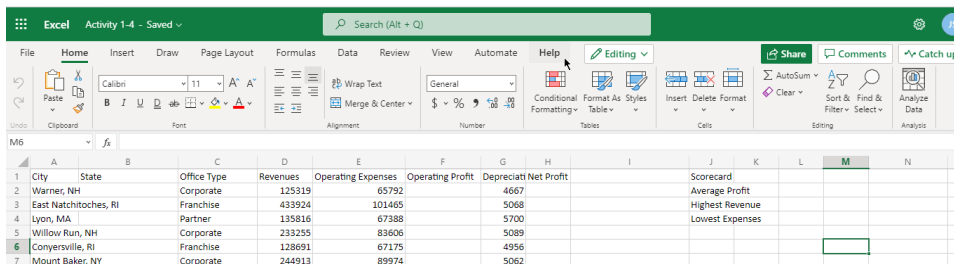 Excel Activity 1-4 - Saved Search (Alt + Q)
File Home Insert Draw Page Layout Formulas Data Review View Automate Help Editing Share Comments Catch up
Paste Calibri 11 A^ A˅ ab Wrap Text General Conditional Format As Styles Insert Delete Format Σ AutoSum Sort & Find & Analyze
B I U D ab A Merge & Center $ % 9 Formatting Table Clear Filter Select Data
Undo Clipboard Font Alignment Number Tables Cells Editing Analysis
M6 fx
A B C D E F G H I J K L M N
1 City State Office Type Revenues Operating Expenses Operating Profit Depreciati Net Profit Scorecard
2 Warner, NH Corporate 125319 65792 4667 Average Profit
3 East Natchitoches, RI Franchise 433924 101465 5068 Highest Revenue
4 Lyon, MA Partner 135816 67388 5700 Lowest Expenses
5 Willow Run, NH Corporate 233255 83606 5089
6 Conyersville, RI Franchise 128691 67175 4956
7 Mount Baker, NY Corporate 244913 89974 5062